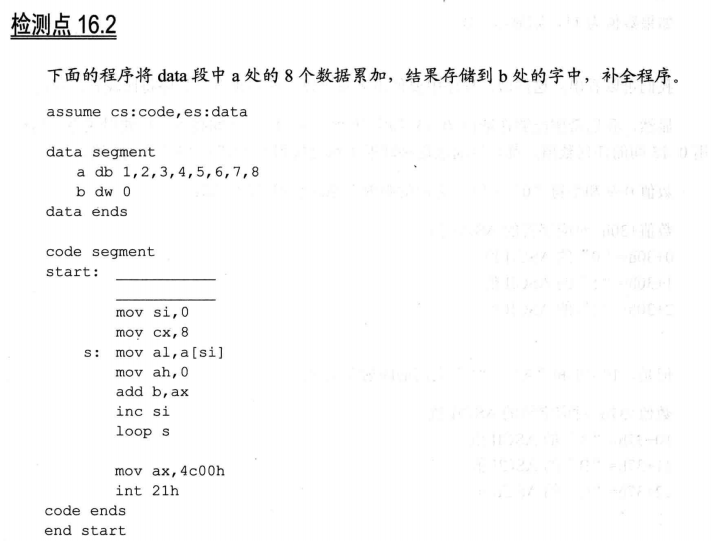 检测点 16.2
下面的程序将 data 段中 a 处的 8 个数据累加，结果存储到 b 处的字中，补全程序。
assume cs:code,es:data
data segment
a db 1,2,3,4,5,6,7,8
b dw 0
data ends
code segment
start: ___________
___________
mov si,0
mov cx,8
s: mov al,a[si]
mov ah,0
add b,ax
inc si
loop s
mov ax,4c00h
int 21h
code ends
end start